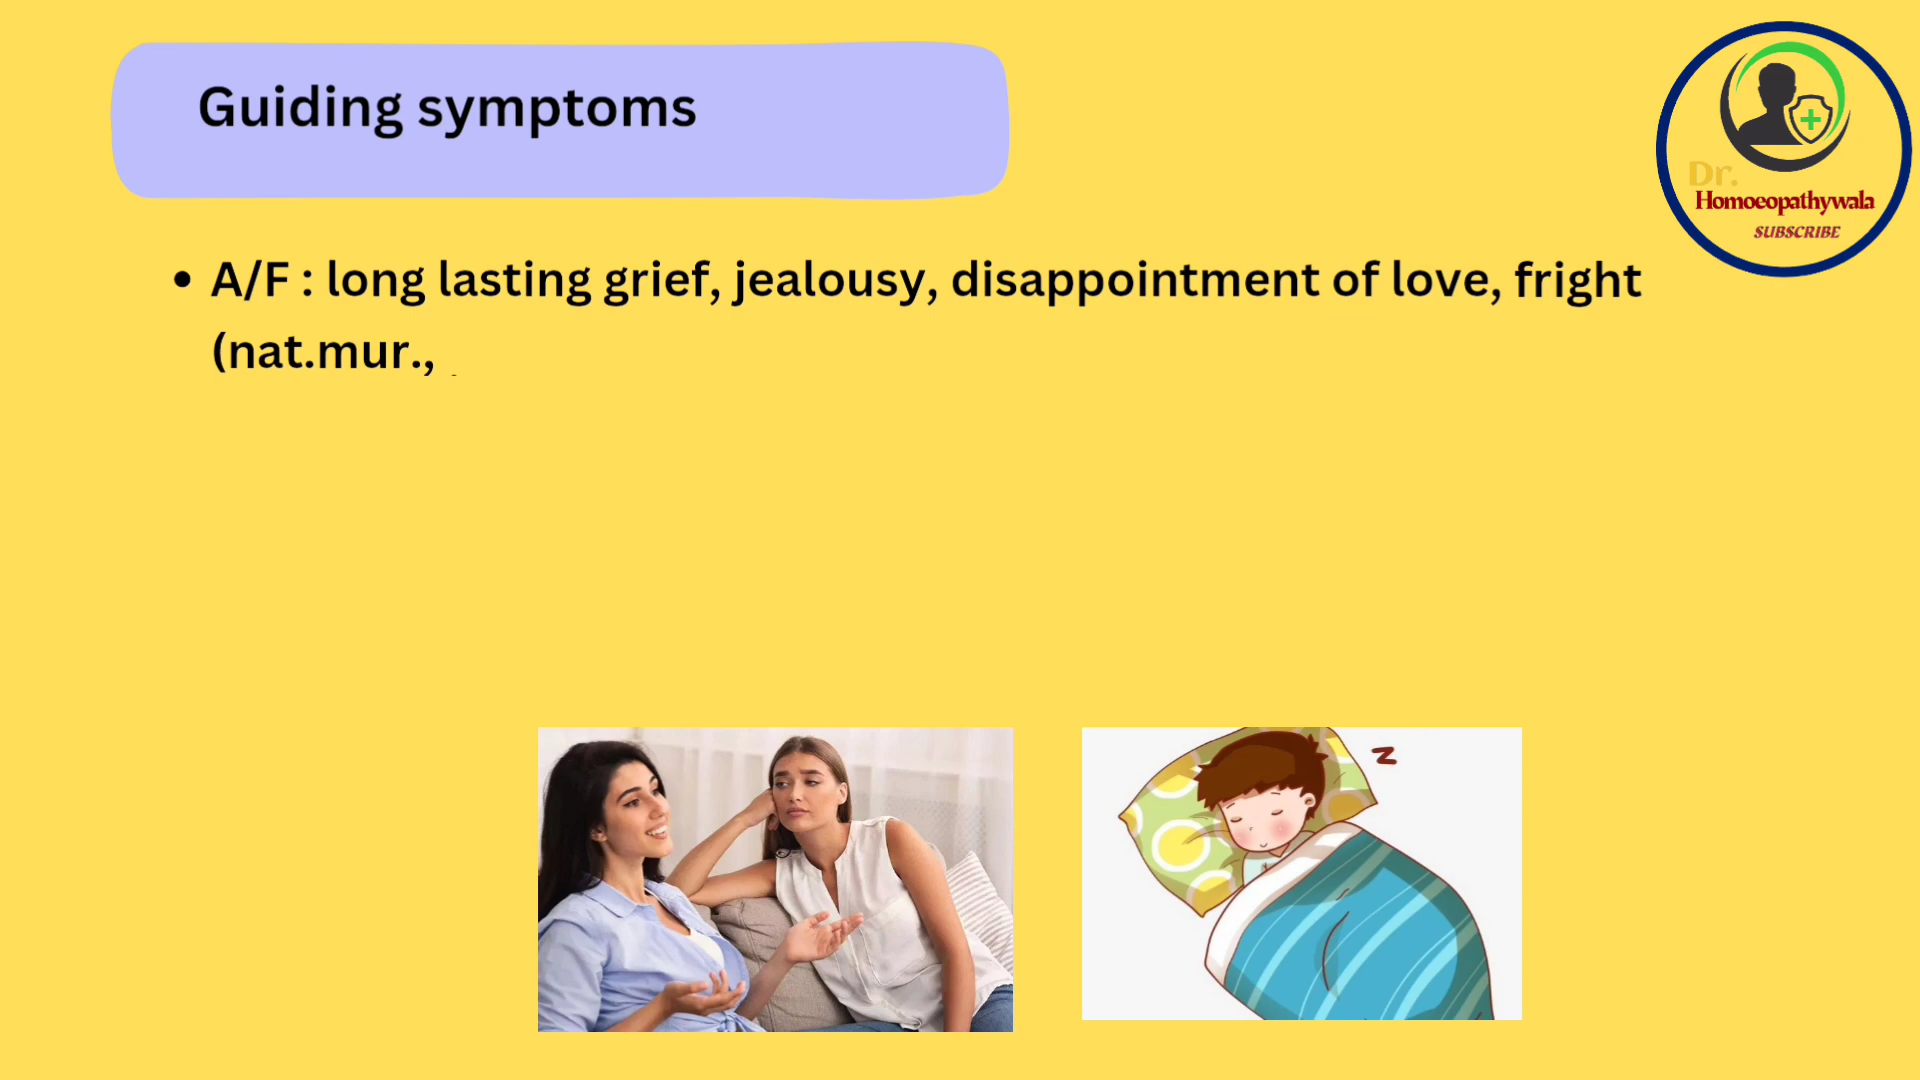 Guiding symptoms
Dr.
Homoeopathywala
SUBSCRIBE
• A/F : long lasting grief, jealousy, disappointment of love, fright
(nat.mur.,
z